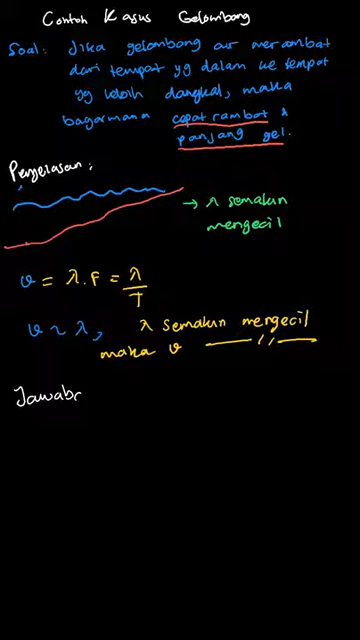 Contoh Kasus Gelombang
Soal: Jika gelombang air merambat
dari tempat yg dalam ke tempat
yg lebih dangkal, maka
bagaimana cepat rambat &
panjang gel.
Penjelasan:
→ λ semakin
mengecil
v = λ.f = λ/T
v ~ λ, λ semakin mengecil
maka v —— // ——
Jawaba